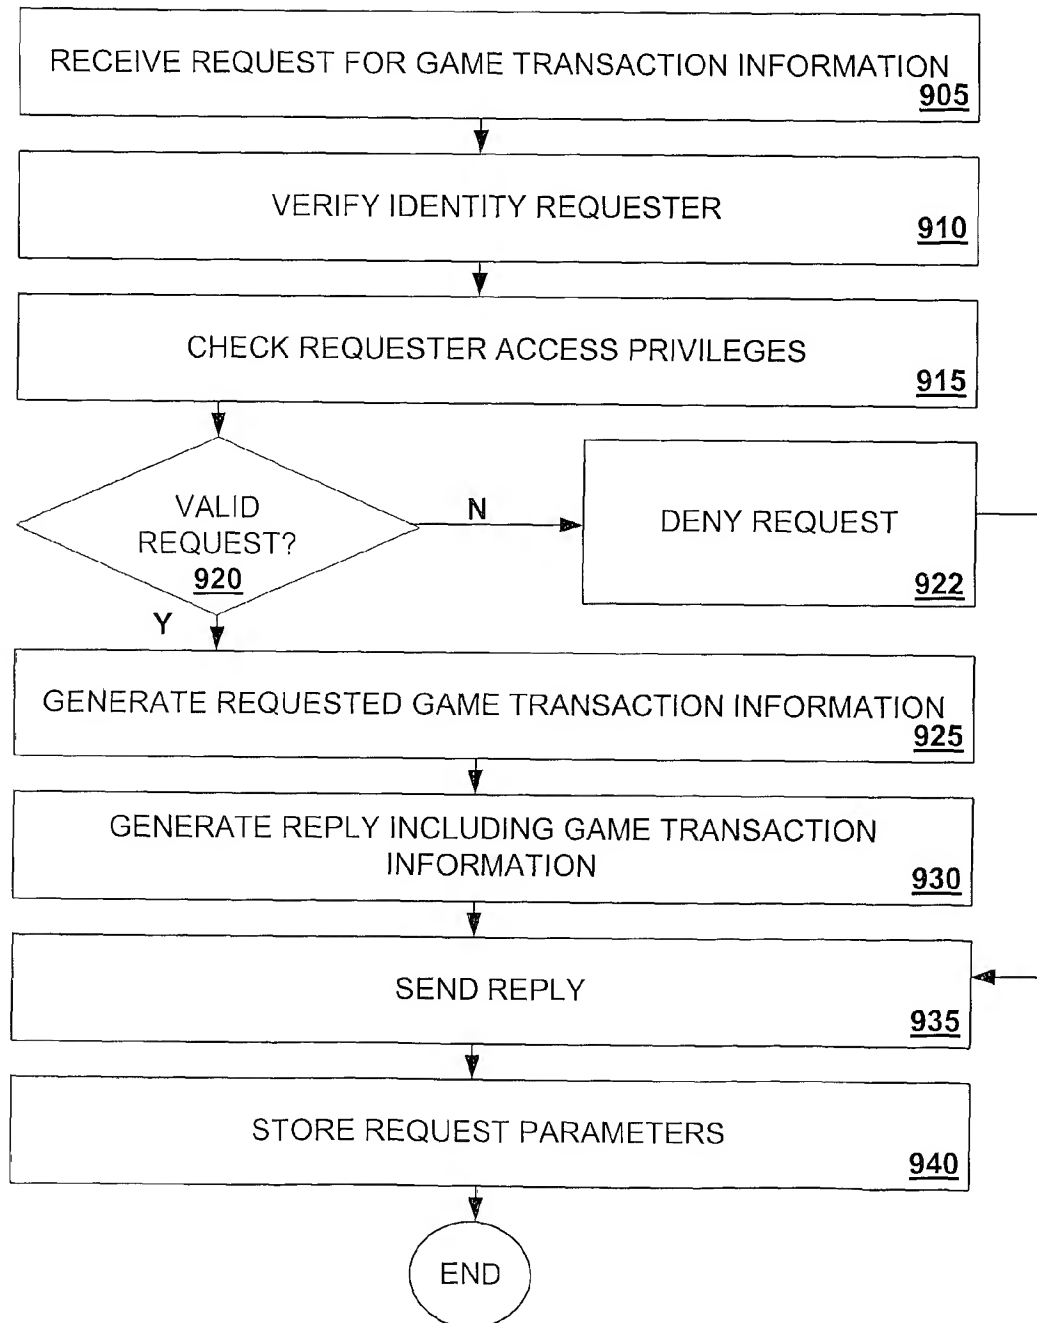 RECEIVE REQUEST FOR GAME TRANSACTION INFORMATION
905
VERIFY IDENTITY REQUESTER
910
CHECK REQUESTER ACCESS PRIVILEGES
915
VALID
REQUEST?
920
N
DENY REQUEST
922
Y
GENERATE REQUESTED GAME TRANSACTION INFORMATION
925
GENERATE REPLY INCLUDING GAME TRANSACTION
INFORMATION
930
SEND REPLY
935
STORE REQUEST PARAMETERS
940
END